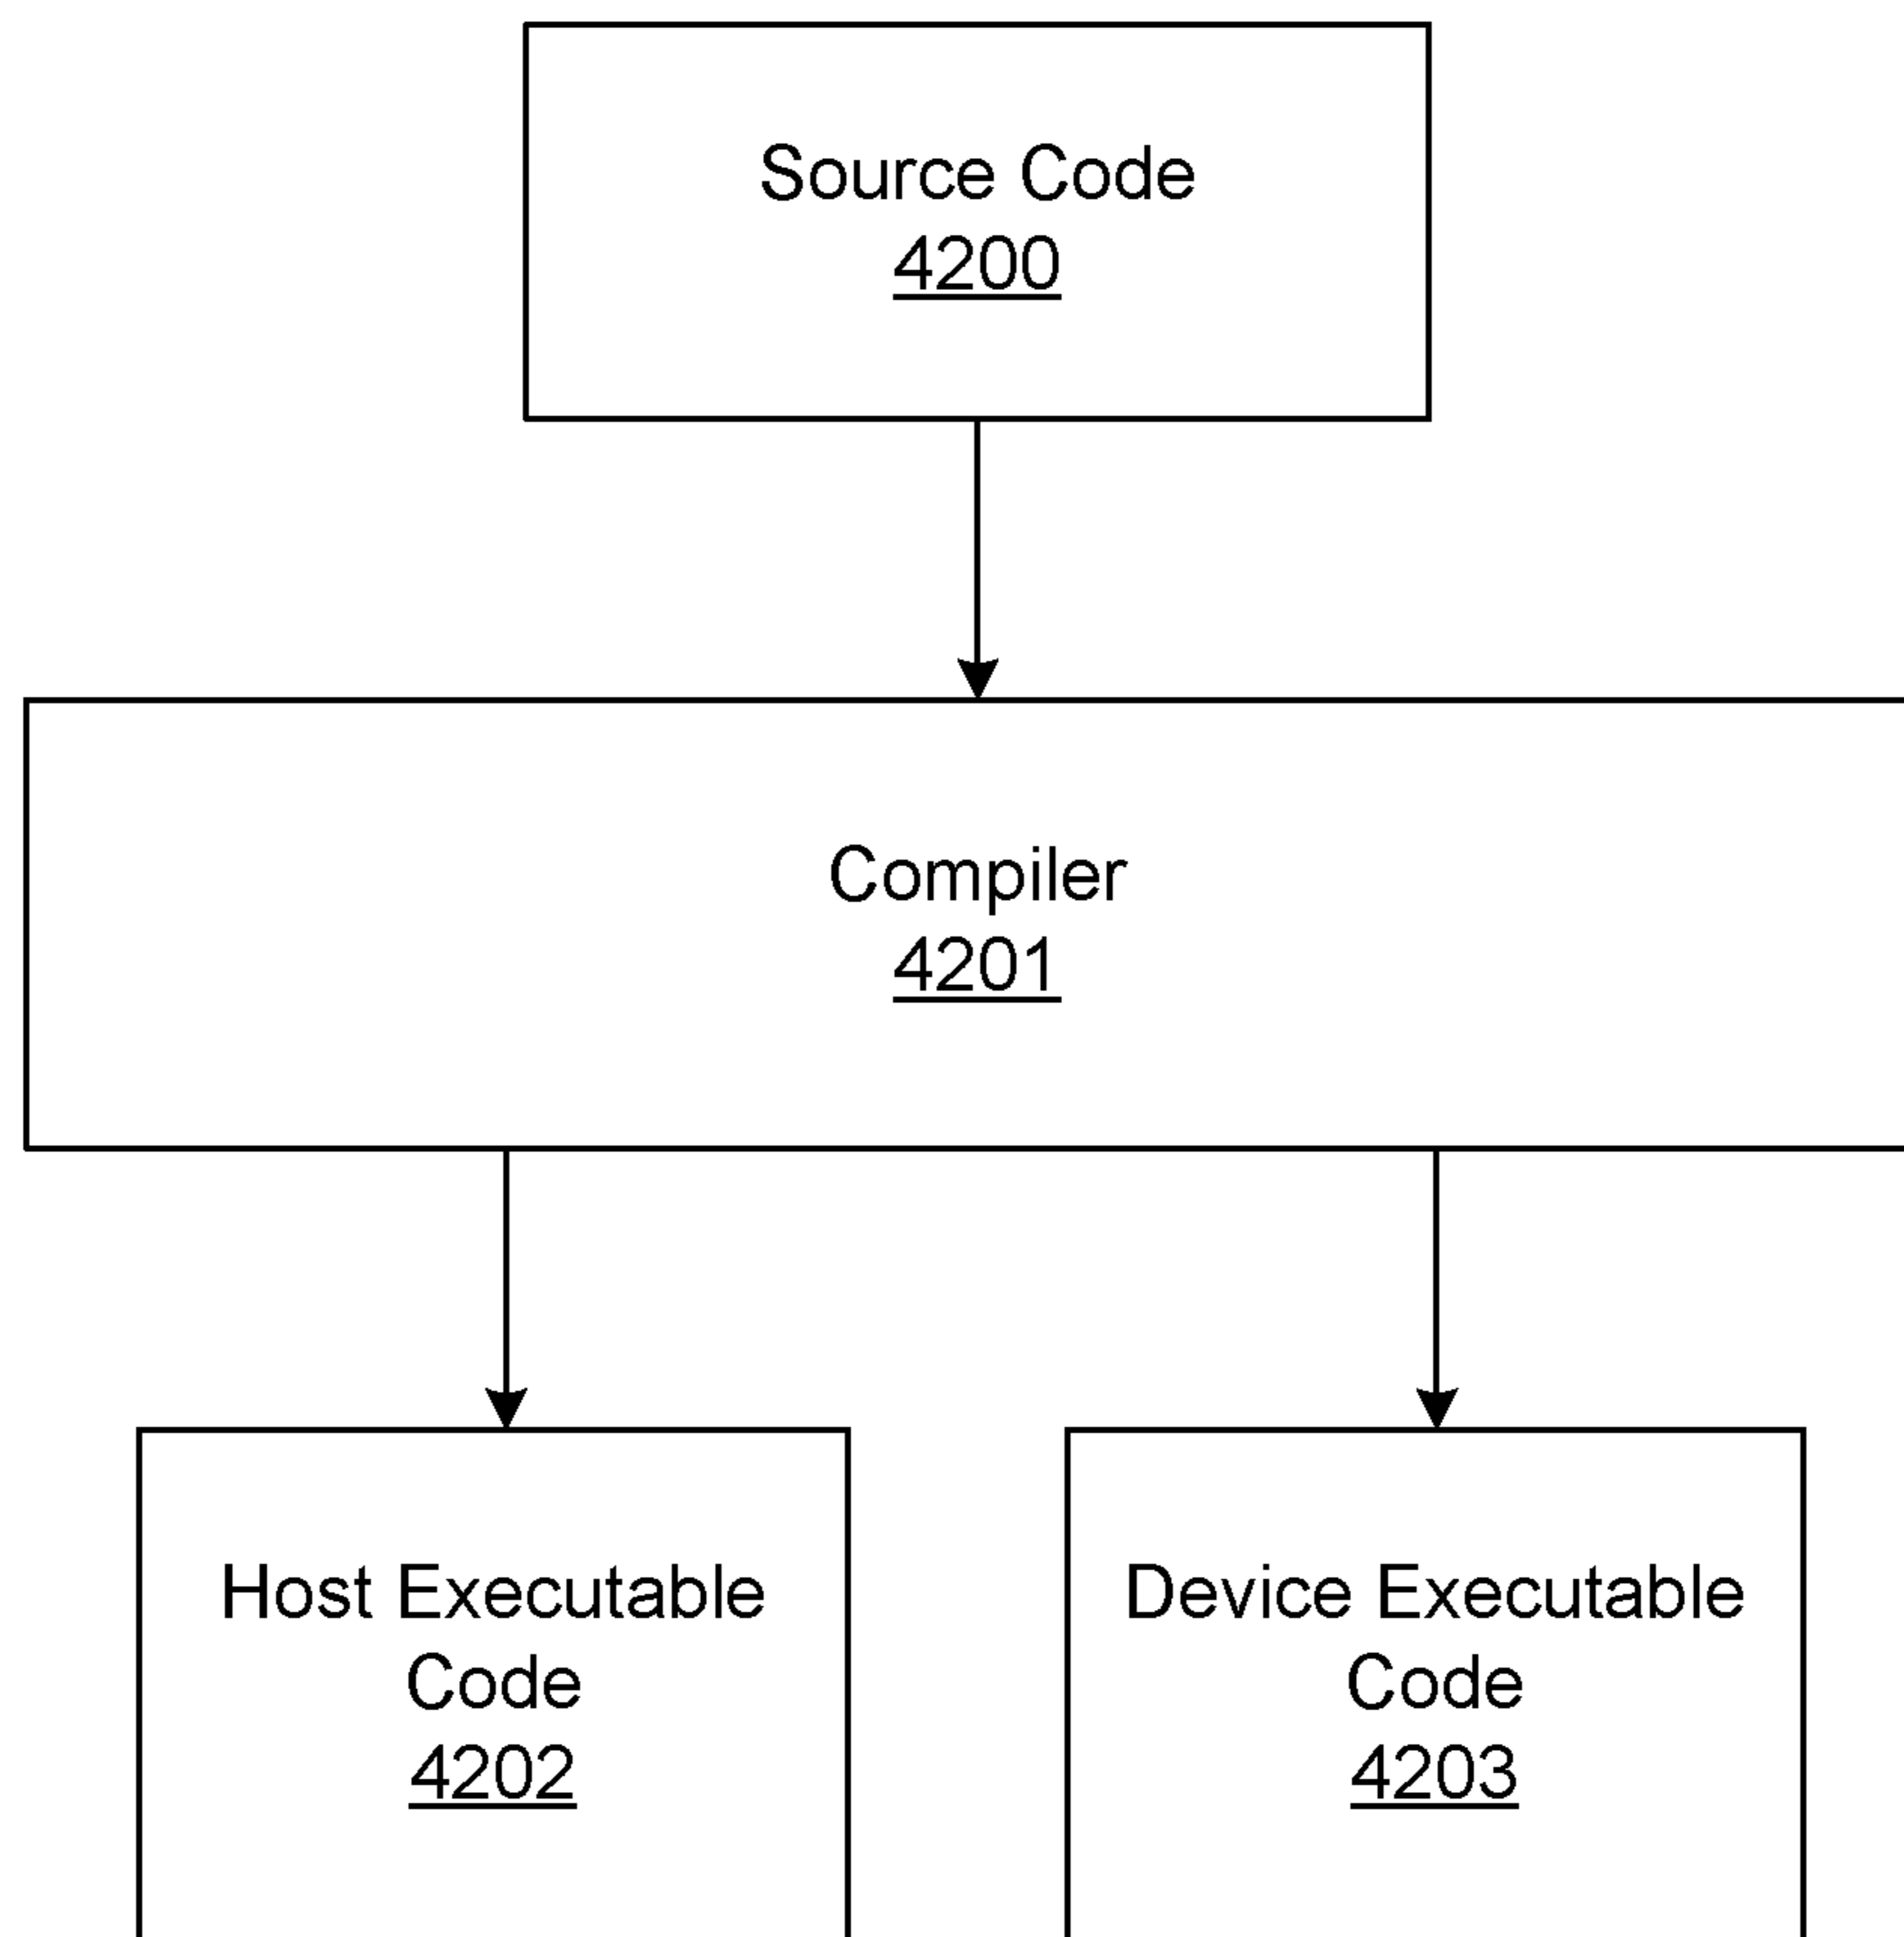 Source Code
4200
Compiler
4201
Host Executable
Code
4202
Device Executable
Code
4203